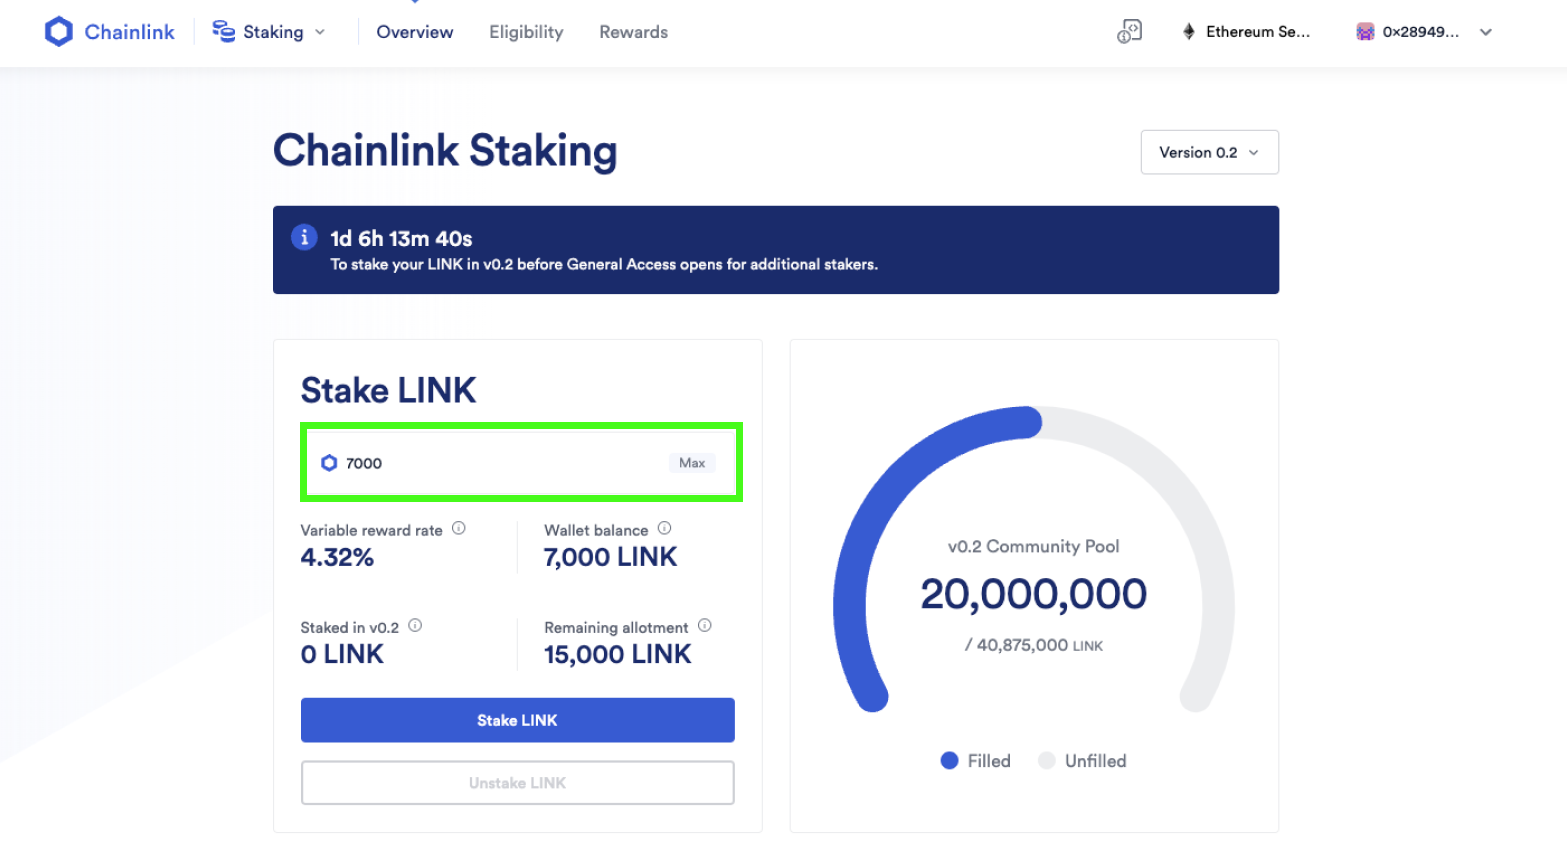 Chainlink
Staking
Overview
Eligibility
Rewards
Ethereum Se...
0x28949...
Chainlink Staking
Version 0.2
1d 6h 13m 40s
To stake your LINK in v0.2 before General Access opens for additional stakers.
Stake LINK
7000
Max
Variable reward rate
4.32%
Wallet balance
7,000 LINK
Staked in v0.2
0 LINK
Remaining allotment
15,000 LINK
Stake LINK
Unstake LINK
v0.2 Community Pool
20,000,000
/ 40,875,000 LINK
Filled
Unfilled